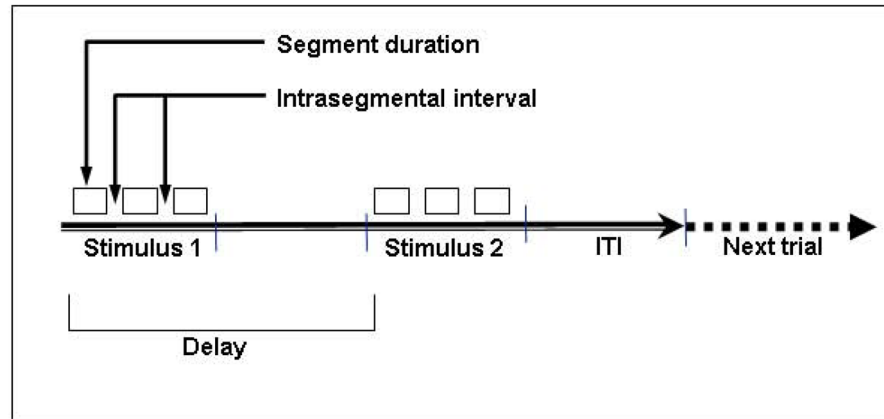 Segment duration
Intrasegmental interval
Stimulus 1
Stimulus 2
ITI
Next trial
Delay